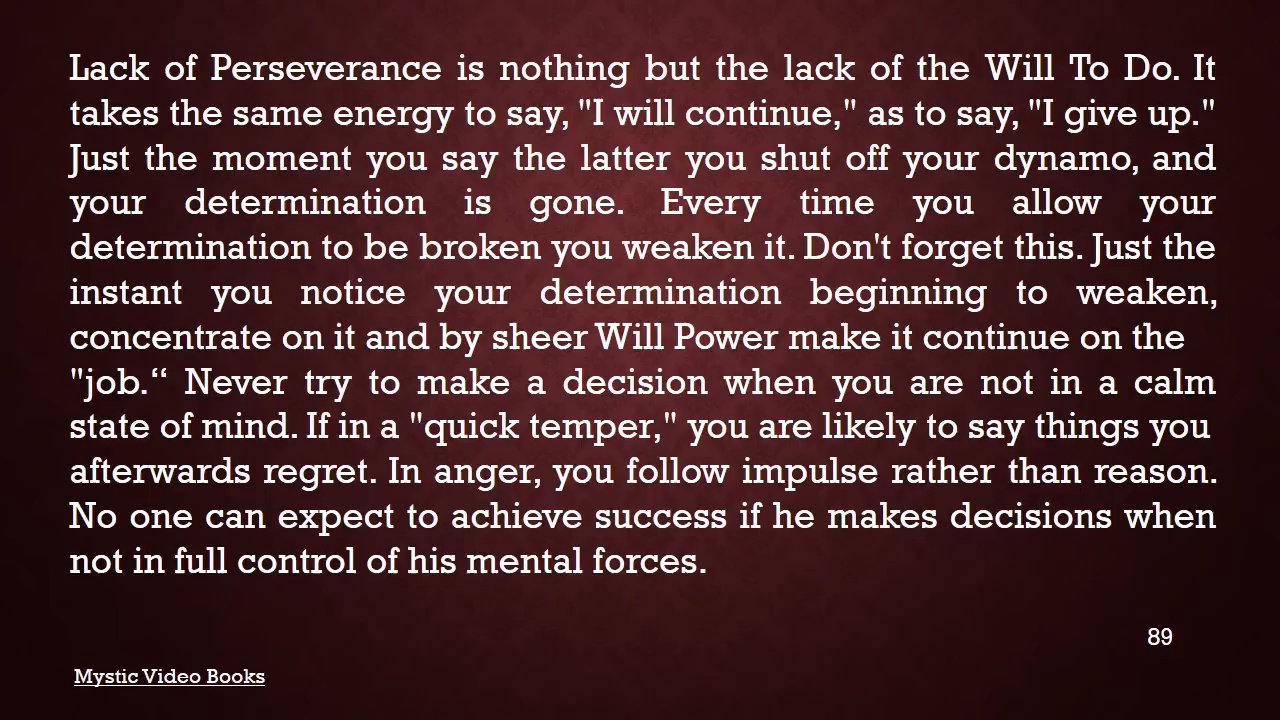 Lack of Perseverance is nothing but the lack of the Will To Do. It
takes the same energy to say, "I will continue," as to say, "I give up."
Just the moment you say the latter you shut off your dynamo, and
your determination is gone. Every time you allow your
determination to be broken you weaken it. Don't forget this. Just the
instant you notice your determination beginning to weaken,
concentrate on it and by sheer Will Power make it continue on the
"job.“ Never try to make a decision when you are not in a calm
state of mind. If in a "quick temper," you are likely to say things you
afterwards regret. In anger, you follow impulse rather than reason.
No one can expect to achieve success if he makes decisions when
not in full control of his mental forces.
89
Mystic Video Books